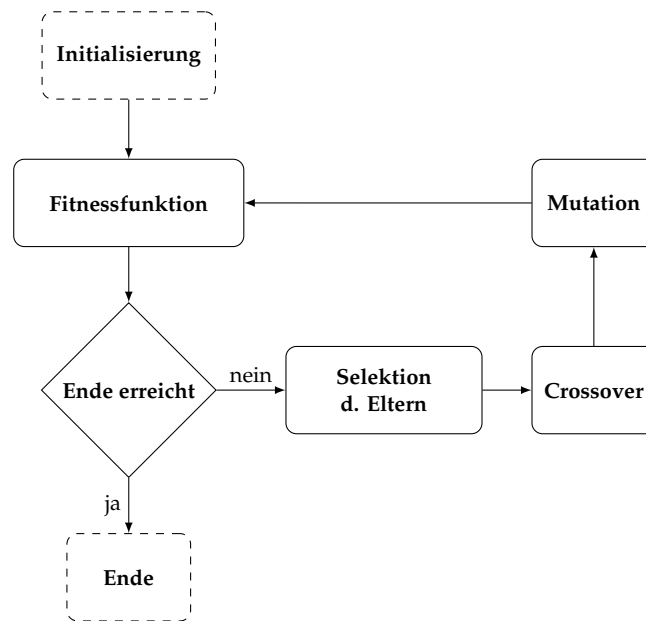 Initialisierung
Fitnessfunktion
Mutation
Ende erreicht
nein
Selektion
d. Eltern
Crossover
ja
Ende